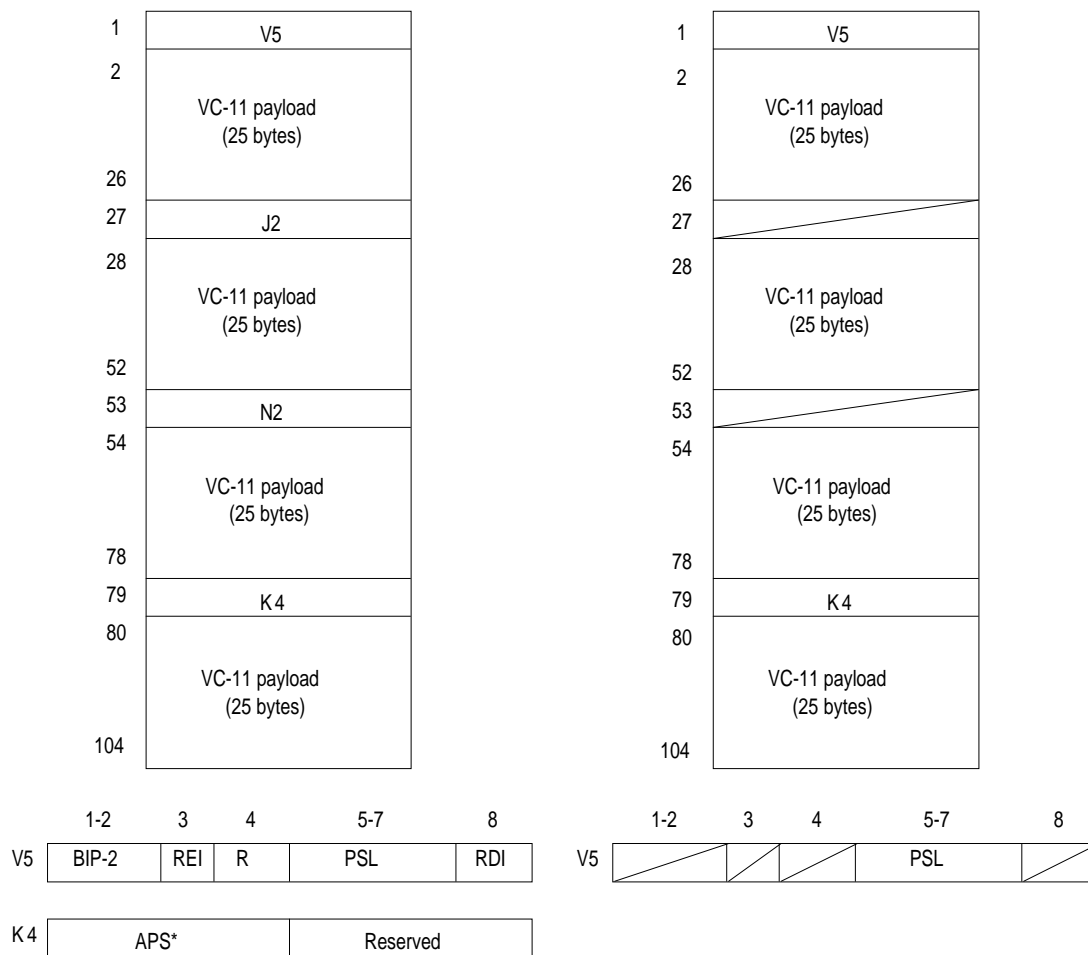 1 V5
2
VC-11 payload
(25 bytes)
26
27 J2
28
VC-11 payload
(25 bytes)
52
53 N2
54
VC-11 payload
(25 bytes)
78
79 K4
80
VC-11 payload
(25 bytes)
104
1 V5
2
VC-11 payload
(25 bytes)
26
27
28
VC-11 payload
(25 bytes)
52
53
54
VC-11 payload
(25 bytes)
78
79 K4
80
VC-11 payload
(25 bytes)
104
1-2 3 4 5-7 8
V5 BIP-2 REI R PSL RDI
K4 APS* Reserved
1-2 3 4 5-7 8
V5 PSL